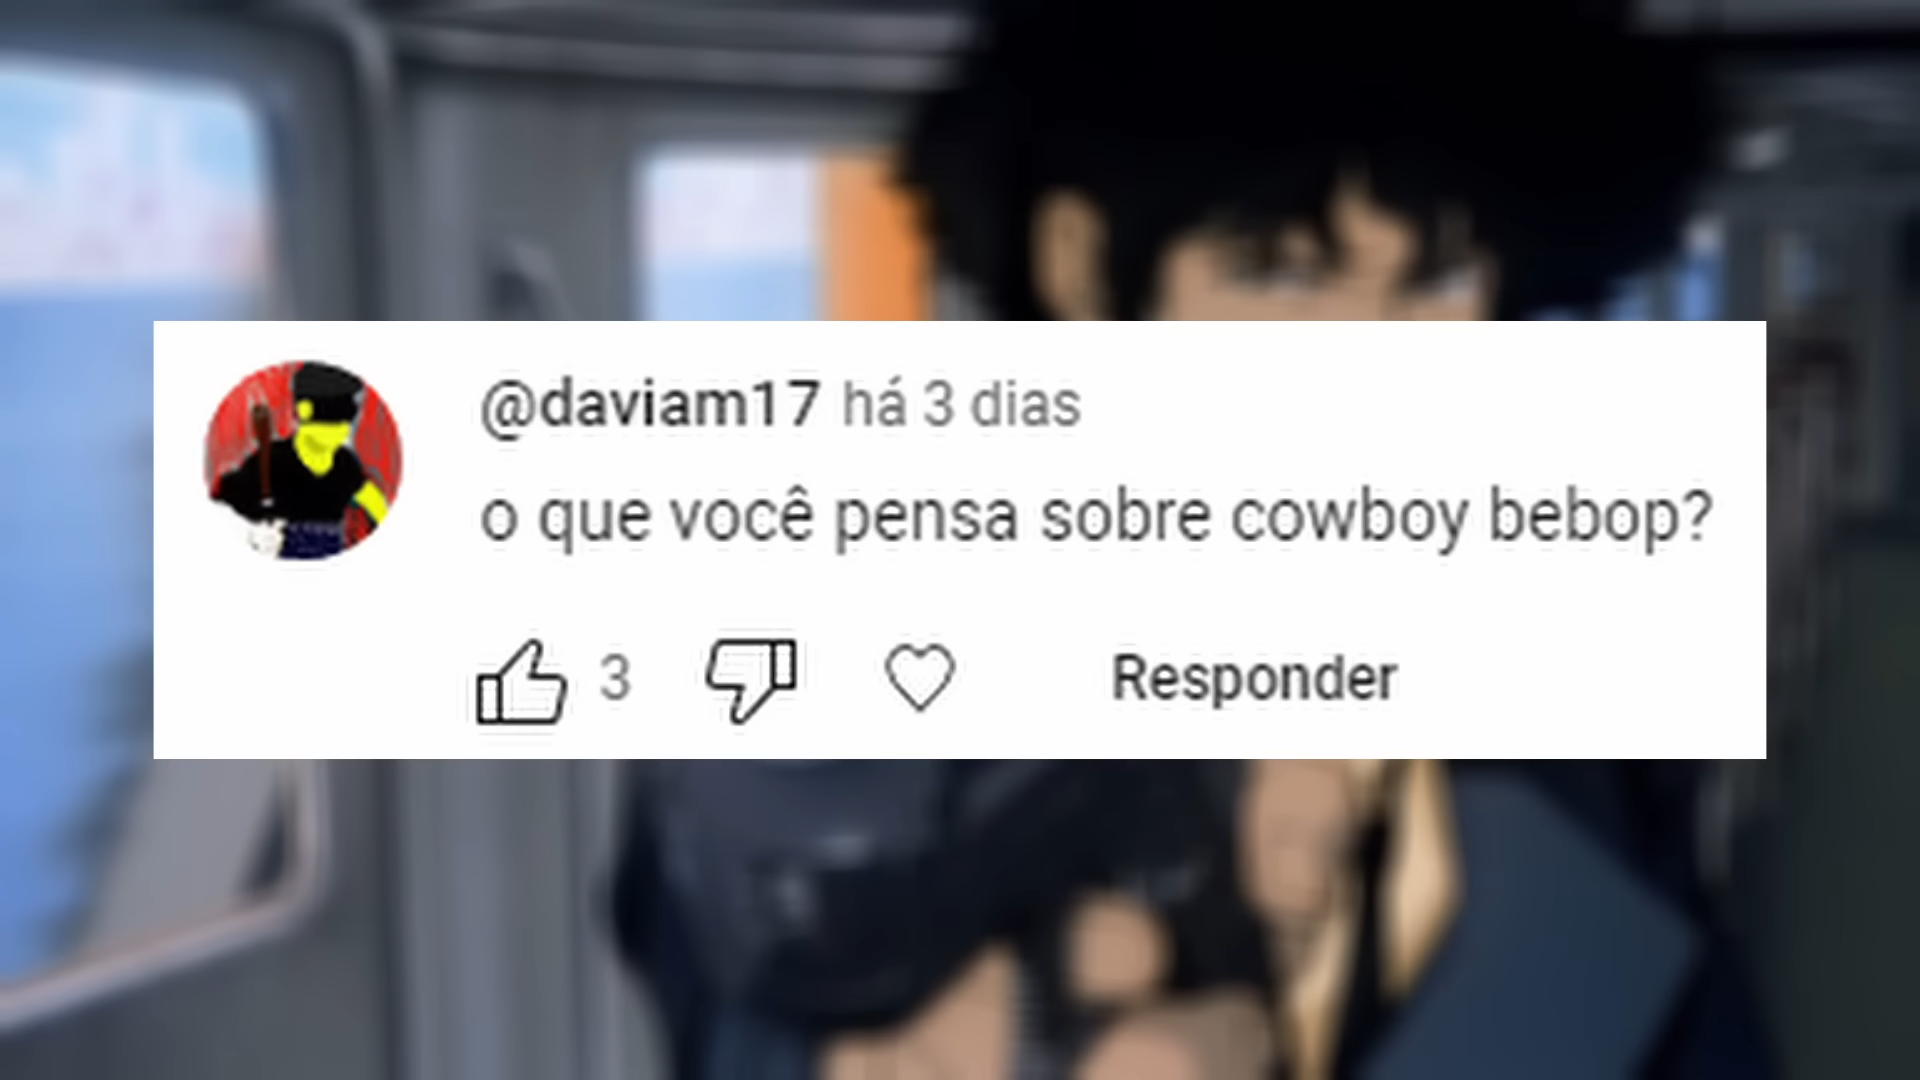 @daviam17 há 3 dias
o que você pensa sobre cowboy bebop?
3 Responder